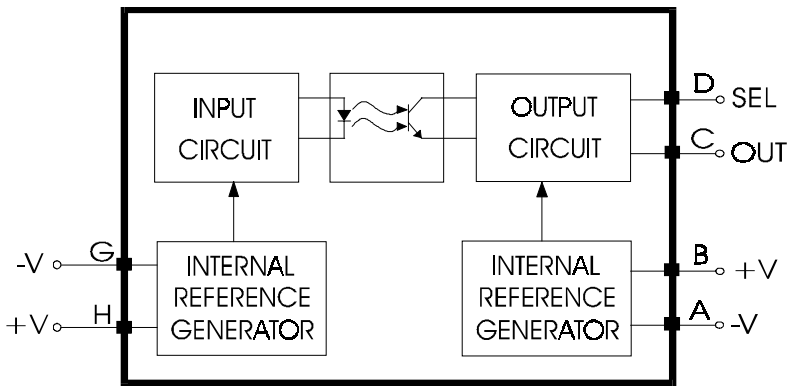 INPUT
CIRCUIT
OUTPUT
CIRCUIT
D
SEL
C
OUT
-V
G
+V
H
INTERNAL
REFERENCE
GENERATOR
INTERNAL
REFERENCE
GENERATOR
B
+V
A
-V